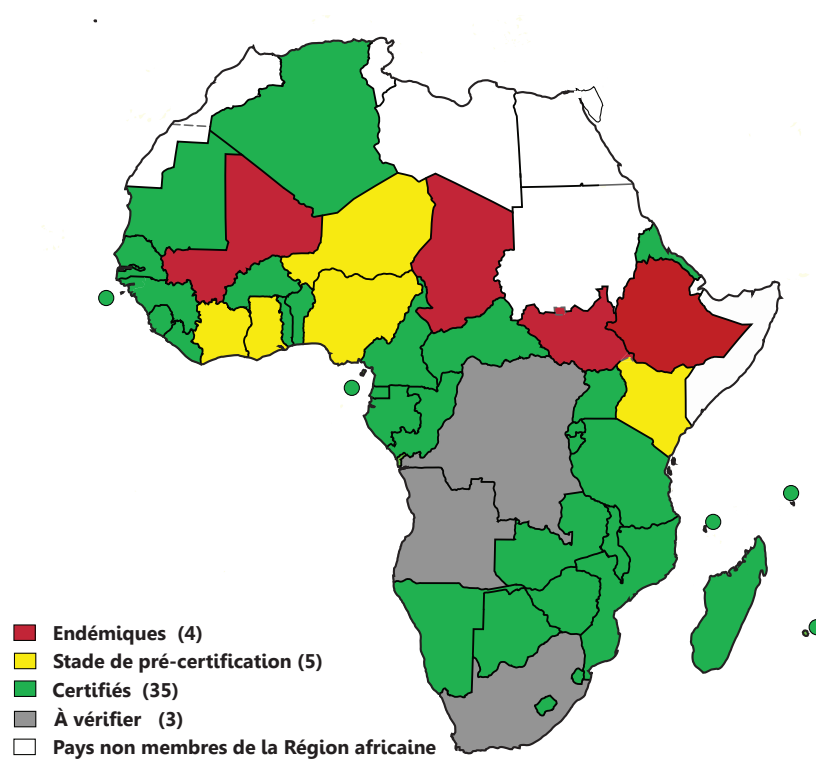 Endémiques (4)
Stade de pré-certification (5)
Certifiés (35)
À vérifier (3)
Pays non membres de la Région africaine